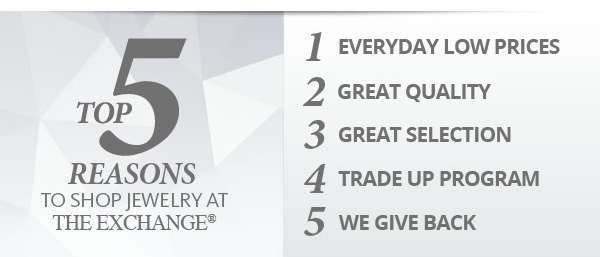 TOP 5
REASONS
TO SHOP JEWELRY AT
THE EXCHANGE®
1 EVERYDAY LOW PRICES
2 GREAT QUALITY
3 GREAT SELECTION
4 TRADE UP PROGRAM
5 WE GIVE BACK